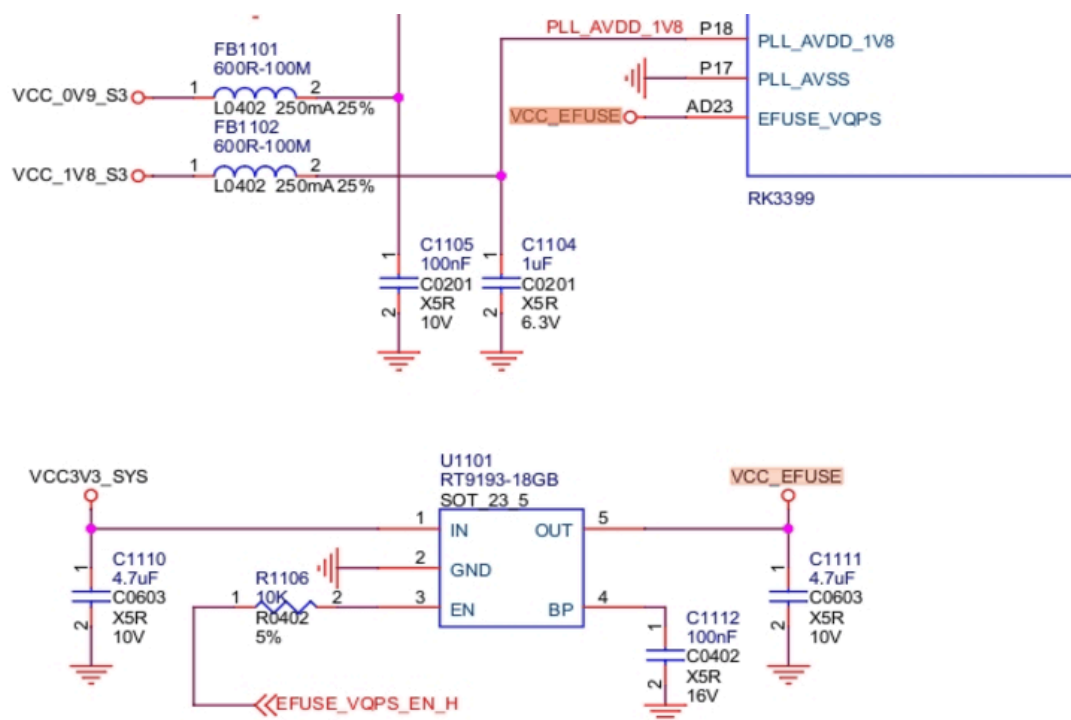 PLL_AVDD_1V8 P18
PLL_AVDD_1V8
P17
PLL_AVSS
VCC_EFUSE
AD23
EFUSE_VQPS
RK3399
FB1101
600R-100M
VCC_0V9_S3
1
2
L0402 250mA25%
FB1102
600R-100M
VCC_1V8_S3
1
2
L0402 250mA25%
1
C1105
100nF
C0201
X5R
10V
2
1
C1104
1uF
C0201
X5R
6.3V
2
VCC3V3_SYS
U1101
RT9193-18GB
SOT_23_5
VCC_EFUSE
1
IN
OUT
5
2
GND
3
EN
BP
4
1
C1110
4.7uF
C0603
X5R
10V
2
R1106
1
10K
2
R0402
5%
1
C1111
4.7uF
C0603
X5R
10V
2
1
C1112
100nF
C0402
X5R
16V
2
EFUSE_VQPS_EN_H